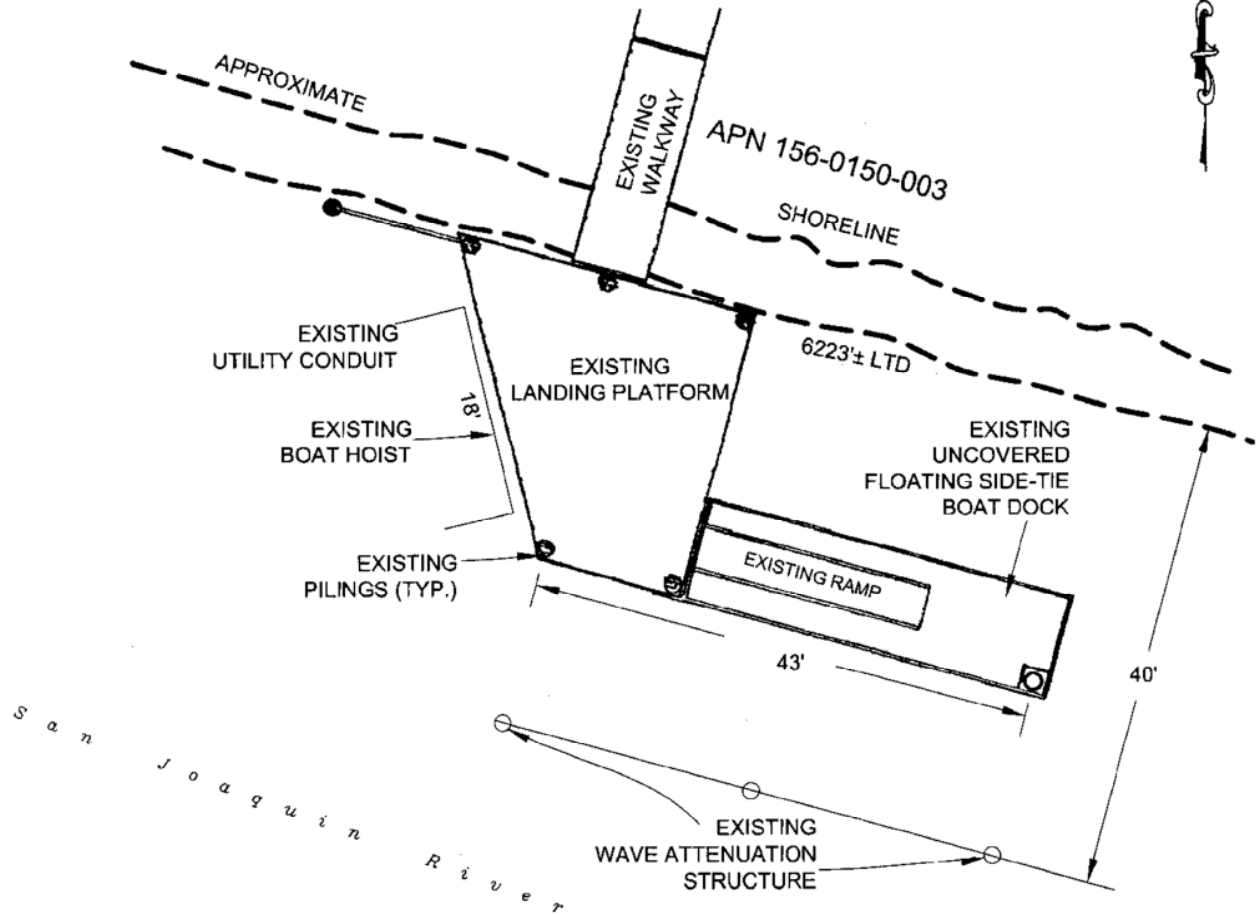 APPROXIMATE
EXISTING
WALKWAY
APN 156-0150-003
SHORELINE
6223'± LTD
EXISTING
UTILITY CONDUIT
EXISTING
LANDING PLATFORM
18'
EXISTING
BOAT HOIST
EXISTING
UNCOVERED
FLOATING SIDE-TIE
BOAT DOCK
EXISTING
PILINGS (TYP.)
EXISTING RAMP
43'
40'
San Joaquin River
EXISTING
WAVE ATTENUATION
STRUCTURE